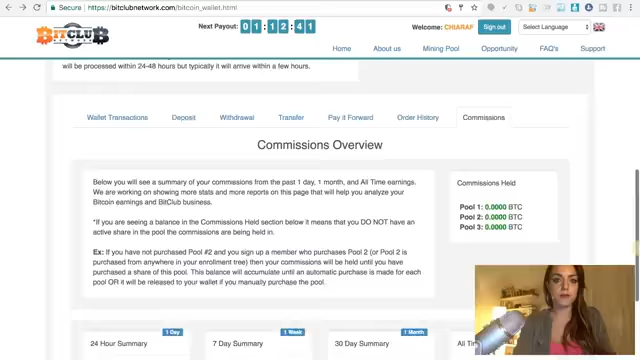 Secure https://bitclubnetwork.com/bitcoin_wallet.html
BITCLUB
NETWORK
Next Payout: 01 : 12 : 41
Welcome: CHIARAF
Sign out
Select Language
Home About us Mining Pool Opportunity FAQ's Support
will be processed within 24-48 hours but typically it will arrive within a few hours.
Wallet Transactions Deposit Withdrawal Transfer Pay it Forward Order History Commissions
Commissions Overview
Below you will see a summary of your commissions from the past 1 day, 1 month, and All Time earnings.
We are working on showing more stats and more reports on this page that will help you analyze your
Bitcoin earnings and BitClub business.
*If you are seeing a balance in the Commissions Held section below it means that you DO NOT have an
active share in the pool the commissions are being held in.
Ex: If you have not purchased Pool #2 and you sign up a member who purchases Pool 2 (or Pool 2 is
purchased from anywhere in your enrollment tree) then your commissions will be held until you have
purchased a share of this pool. This balance will accumulate until an automatic purchase is made for each
pool OR it will be released to your wallet if you manually purchase the pool.
Commissions Held
Pool 1: 0.0000 BTC
Pool 2: 0.0000 BTC
Pool 3: 0.0000 BTC
1 Day
24 Hour Summary
1 Week
7 Day Summary
1 Month
30 Day Summary
All